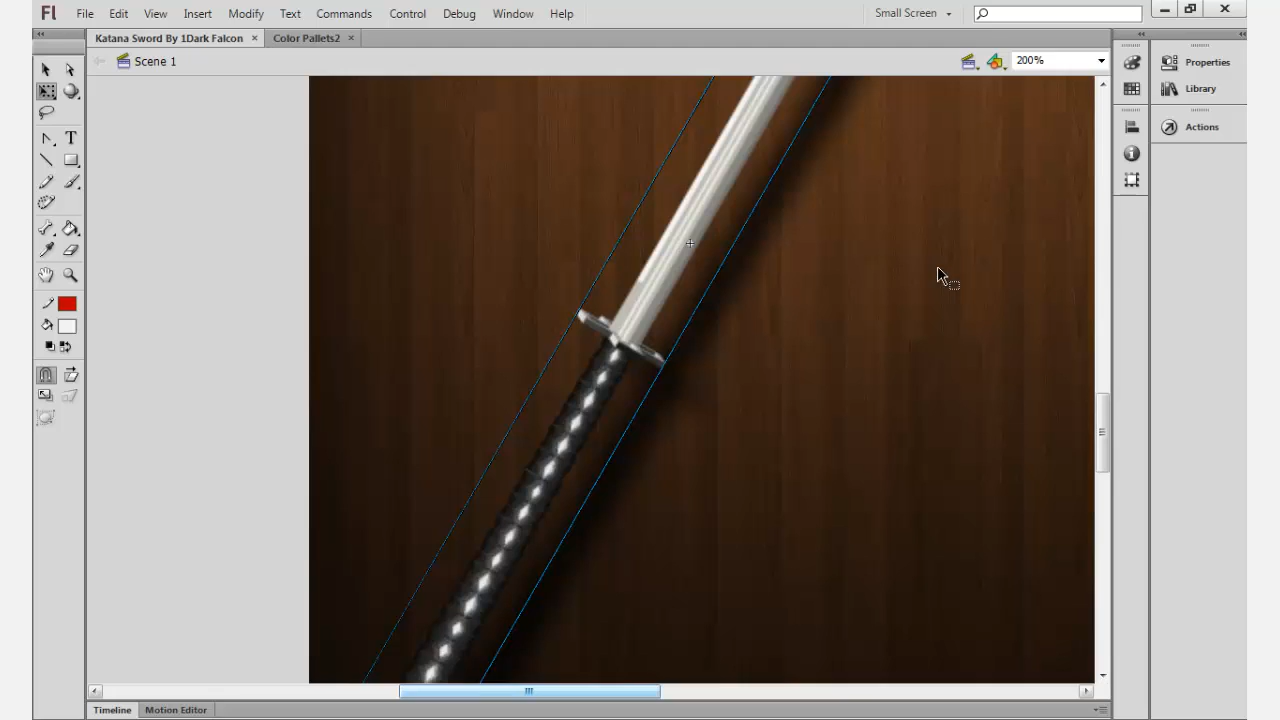 Fl File Edit View Insert Modify Text Commands Control Debug Window Help Small Screen
Katana Sword By 1Dark Falcon Color Pallets2
Scene 1 200%
Properties
Library
Actions
T
Timeline Motion Editor